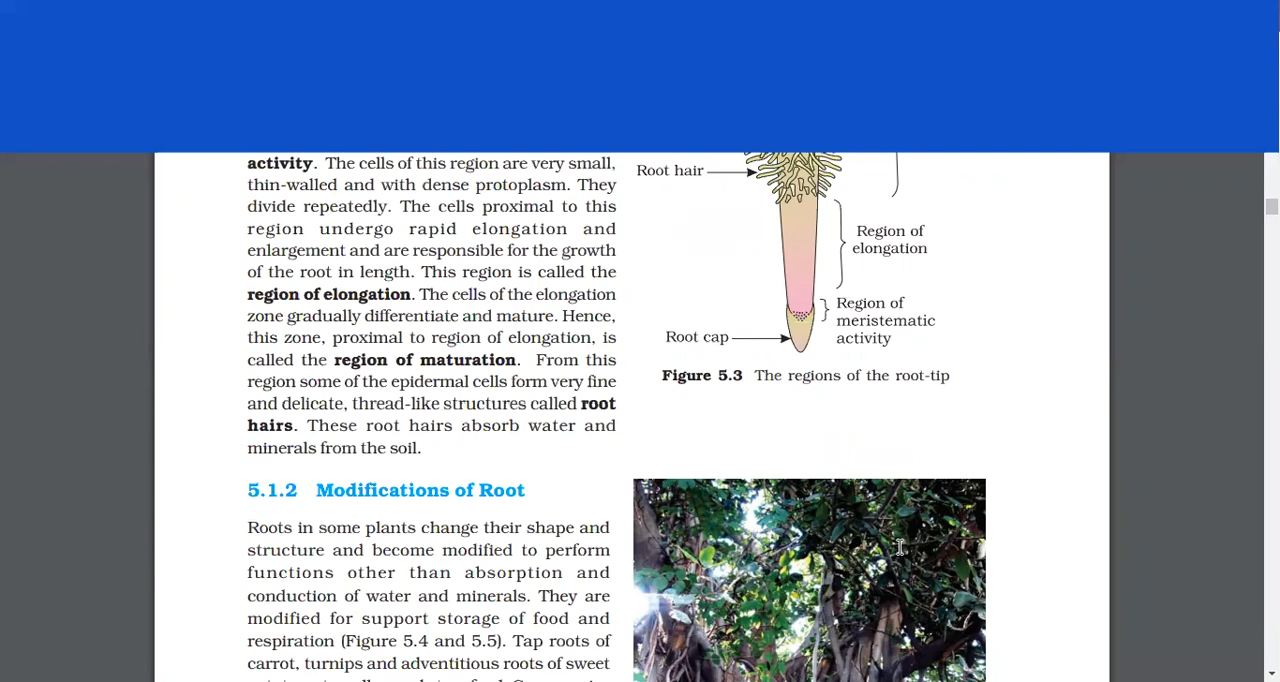 activity. The cells of this region are very small,
thin-walled and with dense protoplasm. They
divide repeatedly. The cells proximal to this
region undergo rapid elongation and
enlargement and are responsible for the growth
of the root in length. This region is called the
region of elongation. The cells of the elongation
zone gradually differentiate and mature. Hence,
this zone, proximal to region of elongation, is
called the region of maturation. From this
region some of the epidermal cells form very fine
and delicate, thread-like structures called root
hairs. These root hairs absorb water and
minerals from the soil.
Root hair
Region of
elongation
Region of
meristematic
activity
Root cap
Figure 5.3 The regions of the root-tip
5.1.2 Modifications of Root
Roots in some plants change their shape and
structure and become modified to perform
functions other than absorption and
conduction of water and minerals. They are
modified for support storage of food and
respiration (Figure 5.4 and 5.5). Tap roots of
carrot, turnips and adventitious roots of sweet